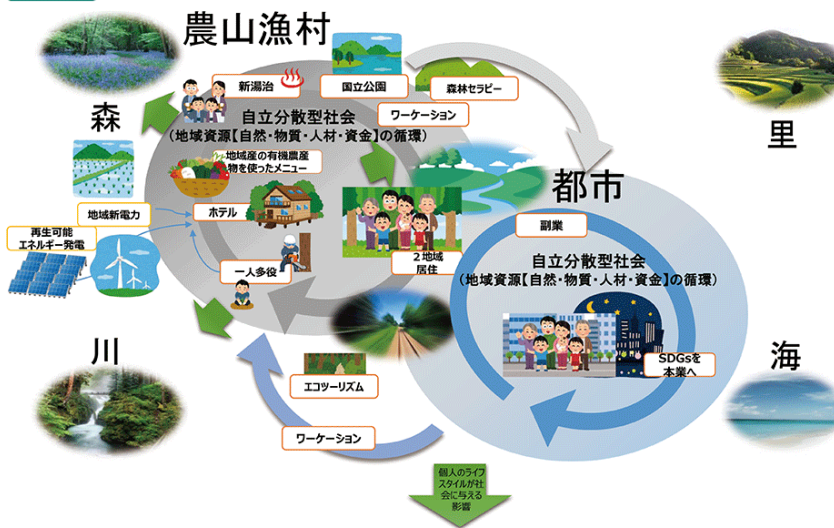 農山漁村
新湯治
国立公園
森林セラピー
ワーケーション
森
里
自立分散型社会
(地域資源【自然・物質・人材・資金】の循環)
地域産の有機農産
物を使ったメニュー
都市
地域新電力
ホテル
副業
再生可能
エネルギー発電
2地域
居住
自立分散型社会
(地域資源【自然・物質・人材・資金】の循環)
一人多役
川
海
SDGsを
本業へ
エコツーリズム
ワーケーション
個人のライフ
スタイルが社
会に与える
影響